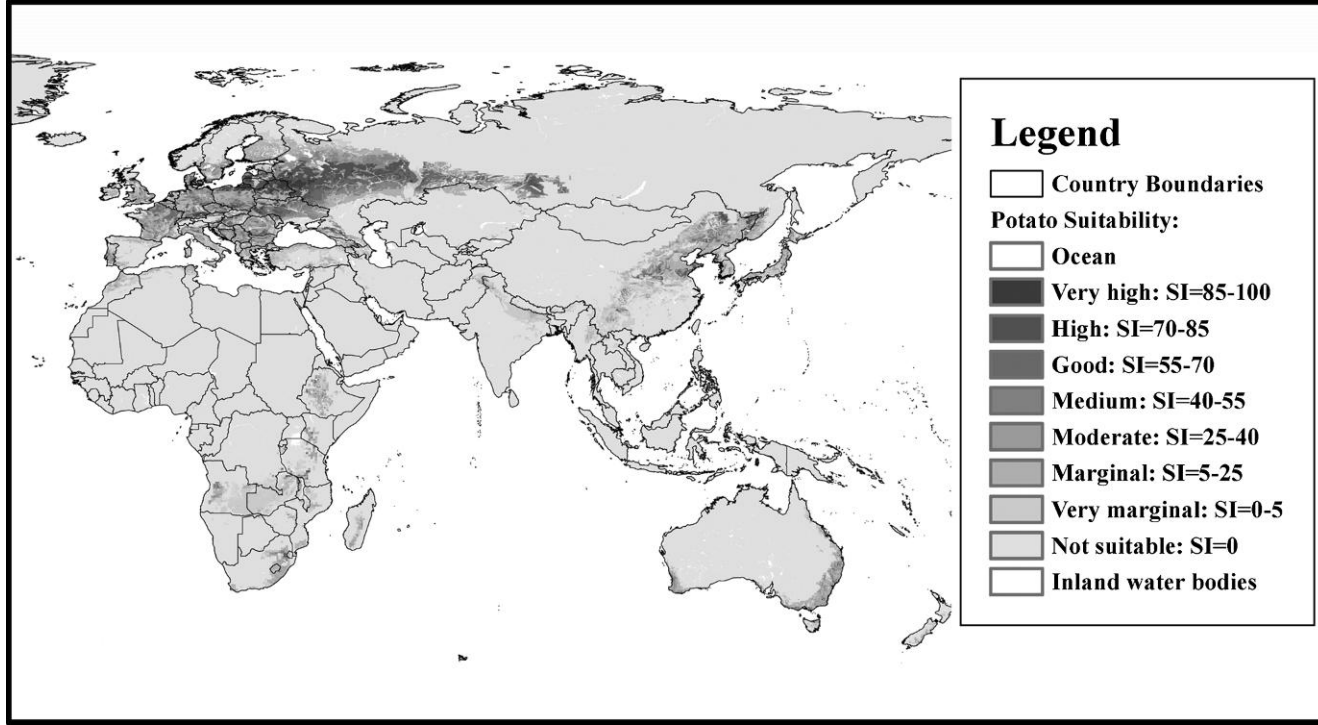 Legend
Country Boundaries
Potato Suitability:
Ocean
Very high: SI=85-100
High: SI=70-85
Good: SI=55-70
Medium: SI=40-55
Moderate: SI=25-40
Marginal: SI=5-25
Very marginal: SI=0-5
Not suitable: SI=0
Inland water bodies